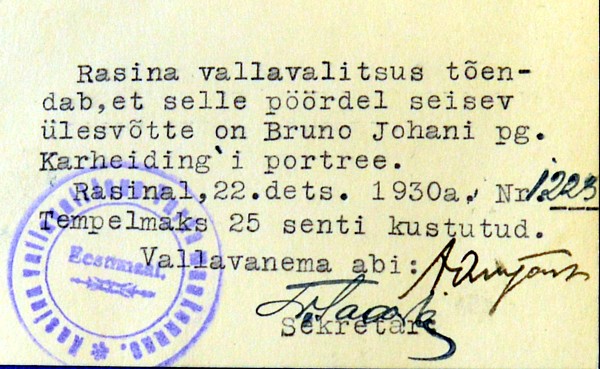 Rasina vallavalitsus tõen-
dab,et selle pöördel seisev
ülesvõtte on Bruno Johani pg.
Karheiding`i portree.
Rasinal,22.dets. 1930a. Nr 1223
Tempelmaks 25 senti kustutud.
Vallavanema abi:
Sekretär:
Eestimaal.